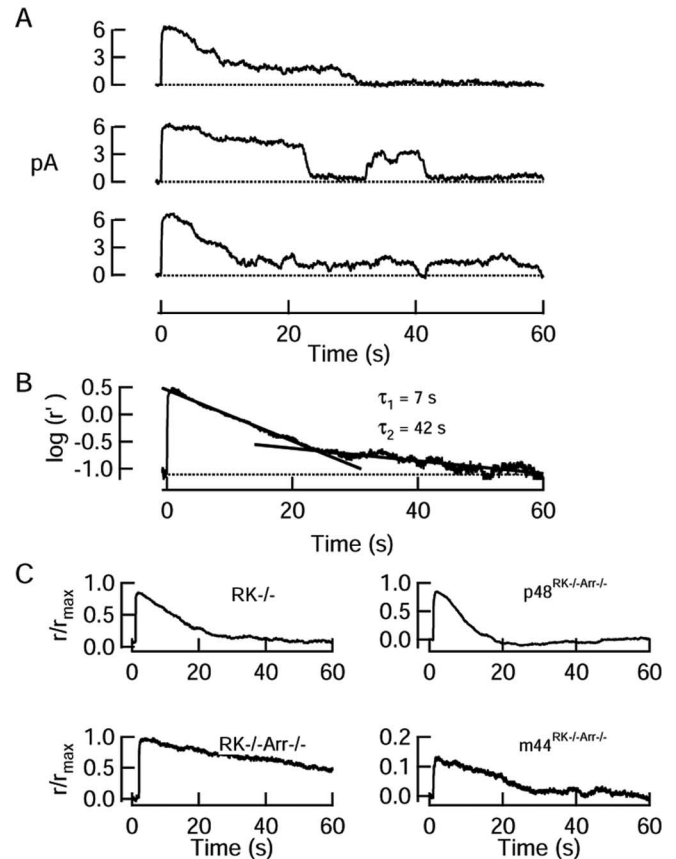 A
6
3
0
pA
6
3
0
6
3
0
0 20 40 60
Time (s)
B
log (r')
0.5
0.0
-0.5
-1.0
τ1 = 7 s
τ2 = 42 s
0 20 40 60
Time (s)
C
r/rmax
1.0
0.5
0.0
RK-/-
0 20 40 60
1.0
0.5
0.0
p48RK-/-Arr-/-
0 20 40 60
r/rmax
1.0
0.5
0.0
RK-/-Arr-/-
0 20 40 60
Time (s)
0.2
0.1
0.0
m44RK-/-Arr-/-
0 20 40 60
Time (s)